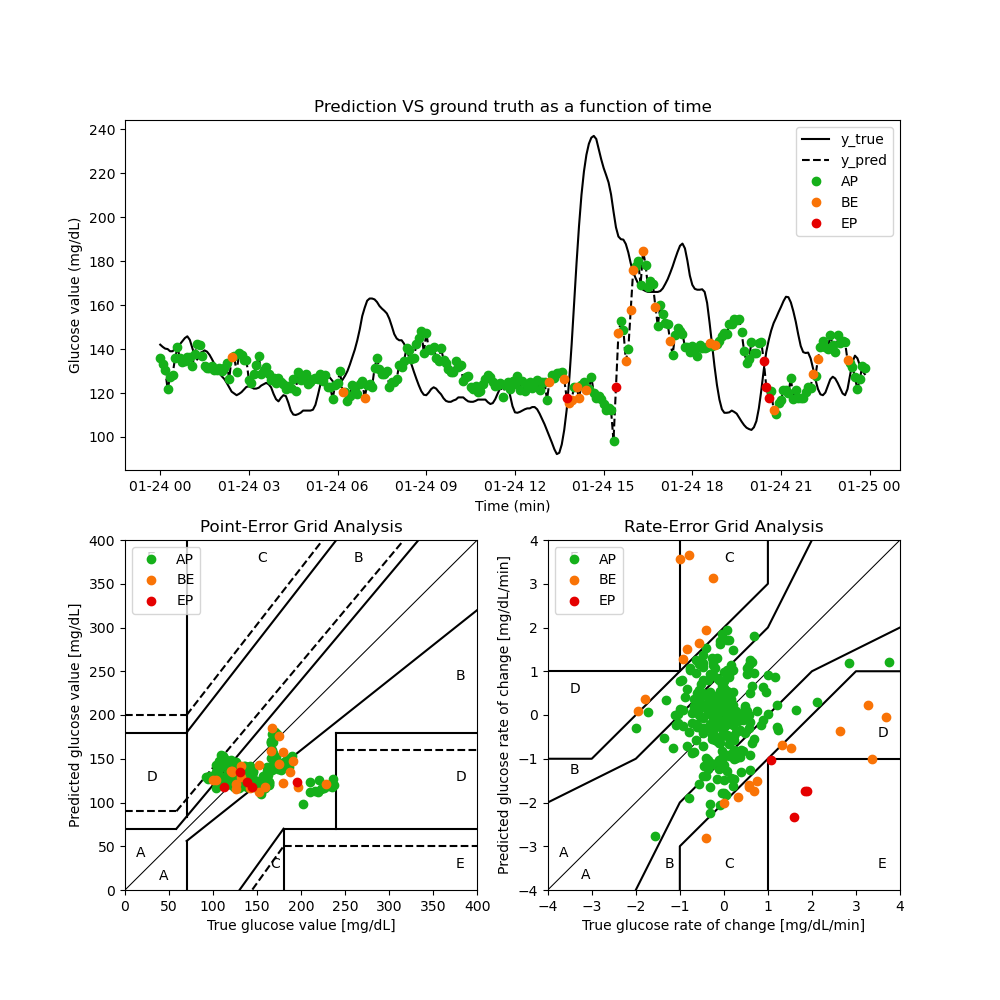 Prediction VS ground truth as a function of time
Glucose value (mg/dL)
240
220
200
180
160
140
120
100
y_true
y_pred
AP
BE
EP
01-24 00 01-24 03 01-24 06 01-24 09 01-24 12 01-24 15 01-24 18 01-24 21 01-25 00
Time (min)
Point-Error Grid Analysis
Predicted glucose value [mg/dL]
400
350
300
250
200
150
100
50
0
AP
BE
EP
C
B
B
D
D
A
A
C
E
0 50 100 150 200 250 300 350 400
True glucose value [mg/dL]
Rate-Error Grid Analysis
Predicted glucose rate of change [mg/dL/min]
4
3
2
1
0
−1
−2
−3
−4
AP
BE
EP
C
D
D
B
A
A
B
C
E
−4 −3 −2 −1 0 1 2 3 4
True glucose rate of change [mg/dL/min]